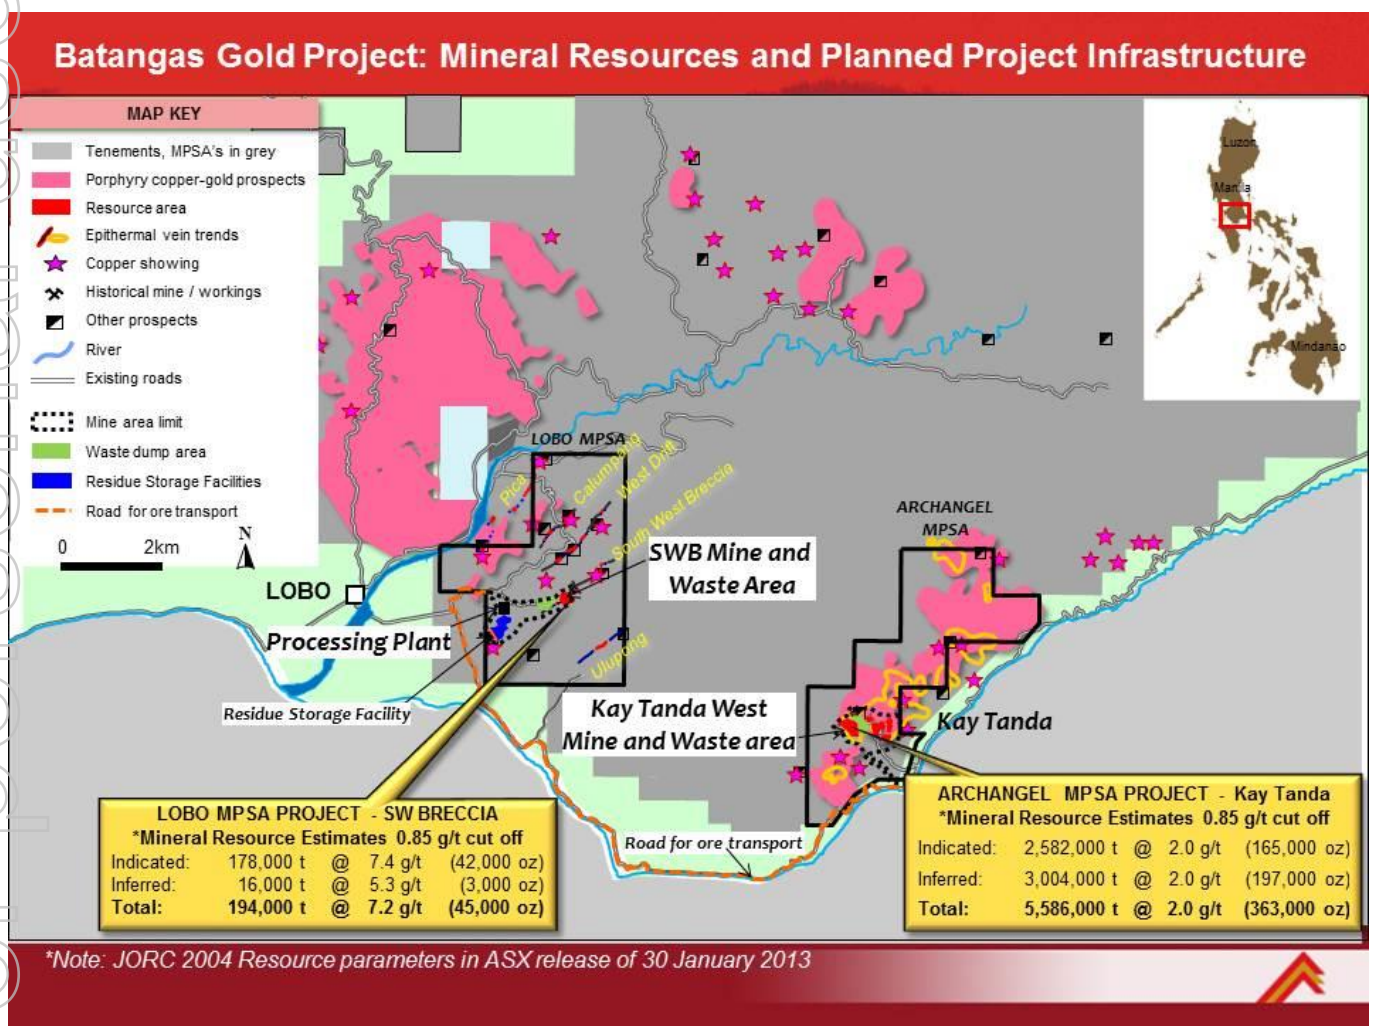 Batangas Gold Project: Mineral Resources and Planned Project Infrastructure
MAP KEY
Tenements, MPSA's in grey
Porphyry copper-gold prospects
Resource area
Epithermal vein trends
Copper showing
Historical mine / workings
Other prospects
River
Existing roads
Mine area limit
Waste dump area
Residue Storage Facilities
Road for ore transport
N
0 2km
Luzon
Manila
Mindanao
LOBO MPSA
Pica
Calumpang
West Drift
South West Breccia
SWB Mine and
Waste Area
ARCHANGEL
MPSA
LOBO
Processing Plant
Ulupong
Residue Storage Facility
Kay Tanda West
Mine and Waste area
Kay Tanda
Road for ore transport
LOBO MPSA PROJECT - SW BRECCIA
*Mineral Resource Estimates 0.85 g/t cut off
Indicated: 178,000 t @ 7.4 g/t (42,000 oz)
Inferred: 16,000 t @ 5.3 g/t (3,000 oz)
Total: 194,000 t @ 7.2 g/t (45,000 oz)
ARCHANGEL MPSA PROJECT - Kay Tanda
*Mineral Resource Estimates 0.85 g/t cut off
Indicated: 2,582,000 t @ 2.0 g/t (165,000 oz)
Inferred: 3,004,000 t @ 2.0 g/t (197,000 oz)
Total: 5,586,000 t @ 2.0 g/t (363,000 oz)
*Note: JORC 2004 Resource parameters in ASX release of 30 January 2013